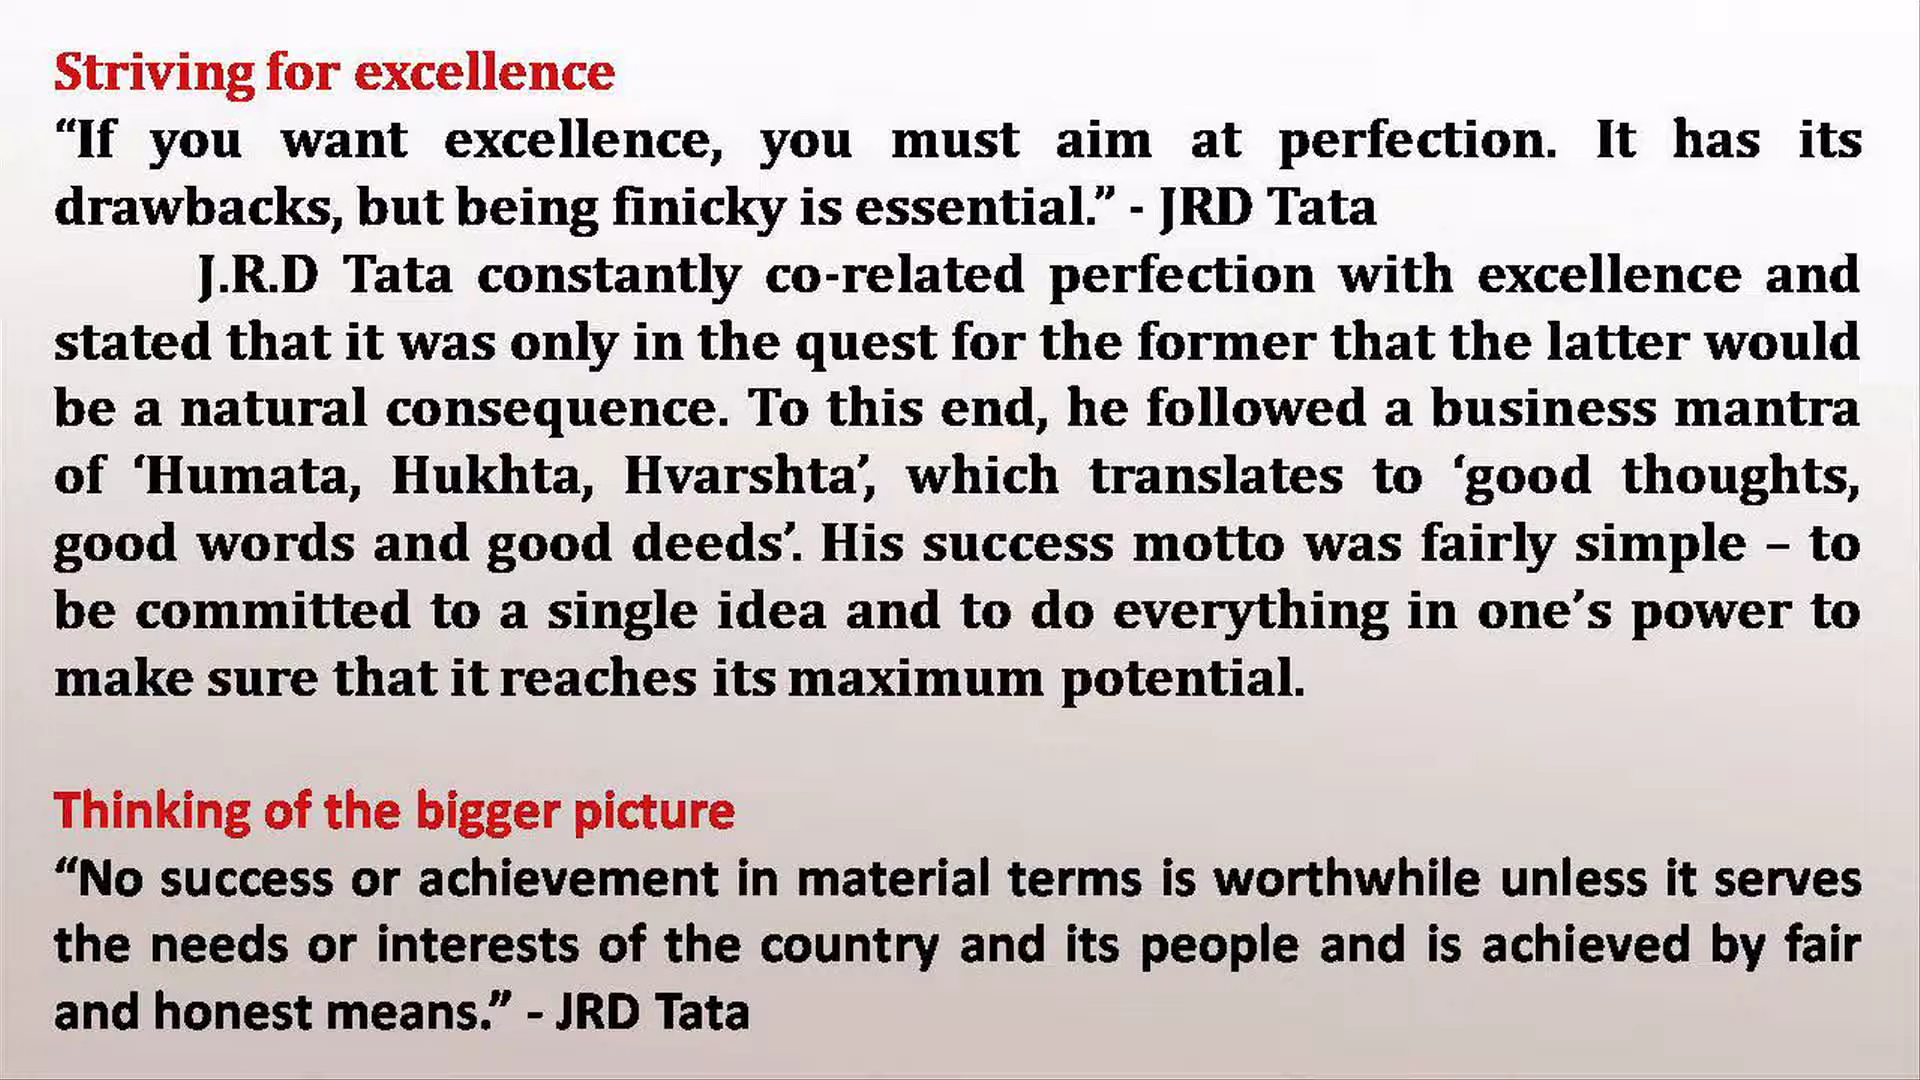 Striving for excellence
“If you want excellence, you must aim at perfection. It has its
drawbacks, but being finicky is essential.” - JRD Tata
J.R.D Tata constantly co-related perfection with excellence and
stated that it was only in the quest for the former that the latter would
be a natural consequence. To this end, he followed a business mantra
of ‘Humata, Hukhta, Hvarshta’, which translates to ‘good thoughts,
good words and good deeds’. His success motto was fairly simple – to
be committed to a single idea and to do everything in one’s power to
make sure that it reaches its maximum potential.
Thinking of the bigger picture
“No success or achievement in material terms is worthwhile unless it serves
the needs or interests of the country and its people and is achieved by fair
and honest means.” - JRD Tata